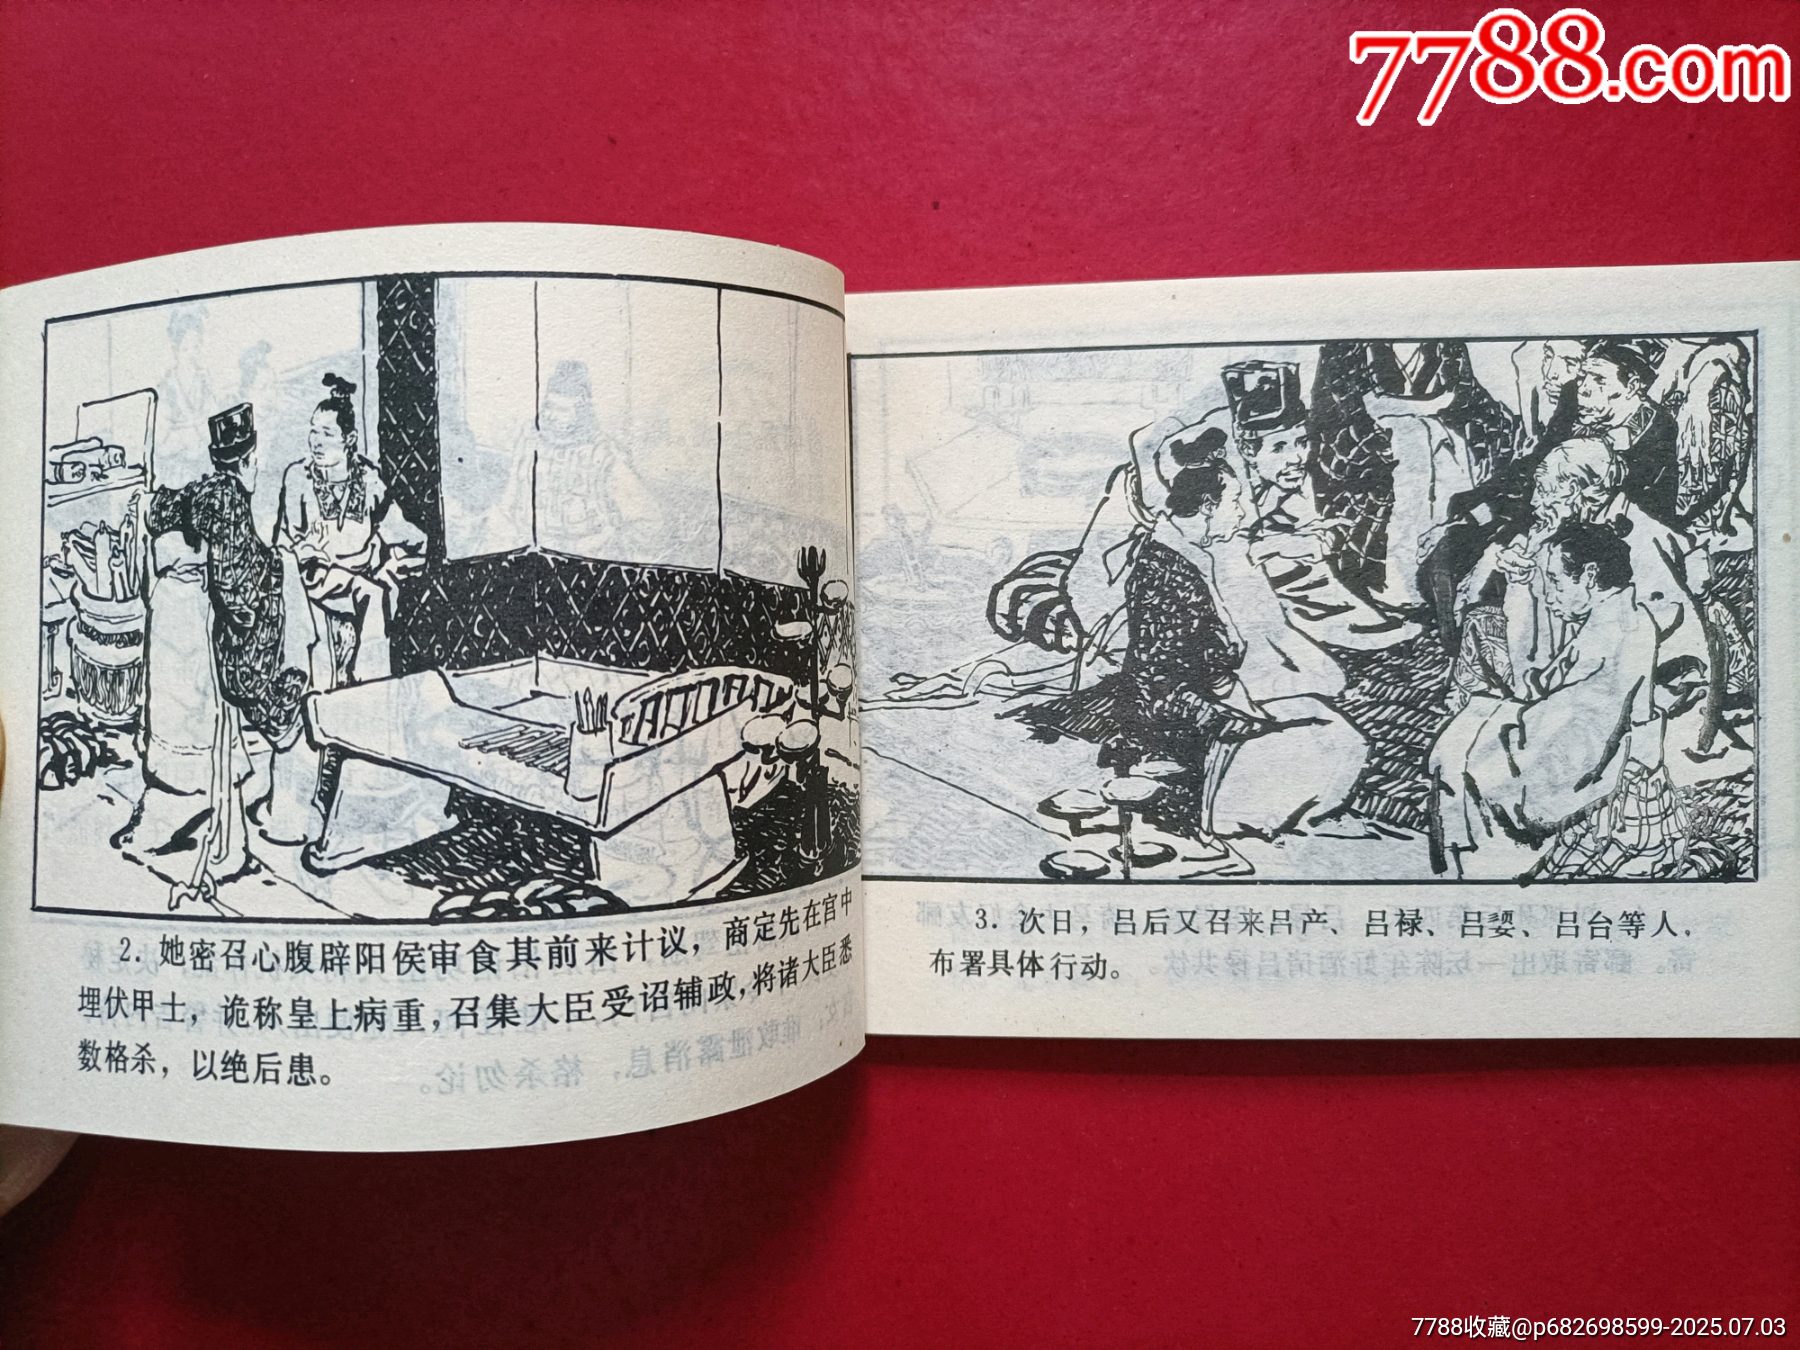 7788.com
2. 她密召心腹辟阳侯审食其前来计议，商定先在宫中
埋伏甲士，诡称皇上病重，召集大臣受诏辅政，将诸大臣悉
数格杀，以绝后患。
3. 次日，吕后又召来吕产、吕禄、吕媭、吕台等人，
布署具体行动。
7788收藏@p682698599-2025.07.03